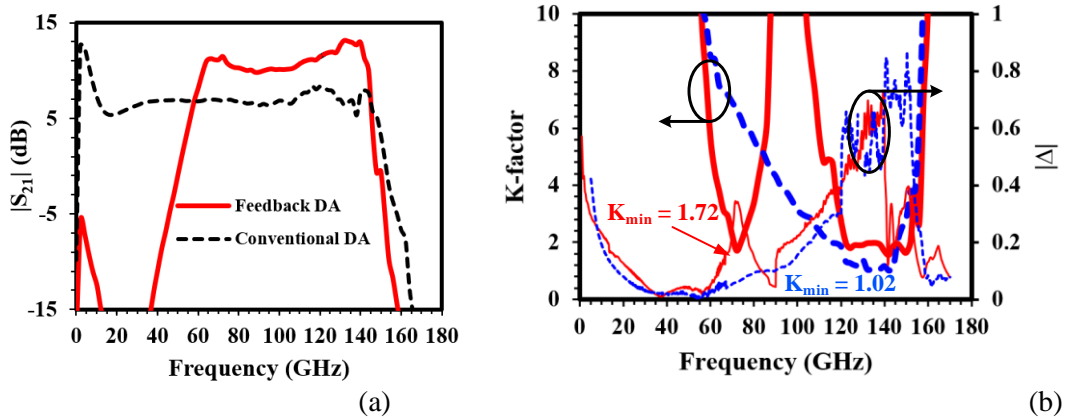 |S21| (dB)
15
5
-5
-15
Feedback DA
Conventional DA
0 20 40 60 80 100 120 140 160 180
Frequency (GHz)
(a)
K-factor
10
8
6
4
2
0
Kmin = 1.72
Kmin = 1.02
1
0.8
0.6
0.4
0.2
0
|Δ|
0 20 40 60 80 100 120 140 160 180
Frequency (GHz)
(b)